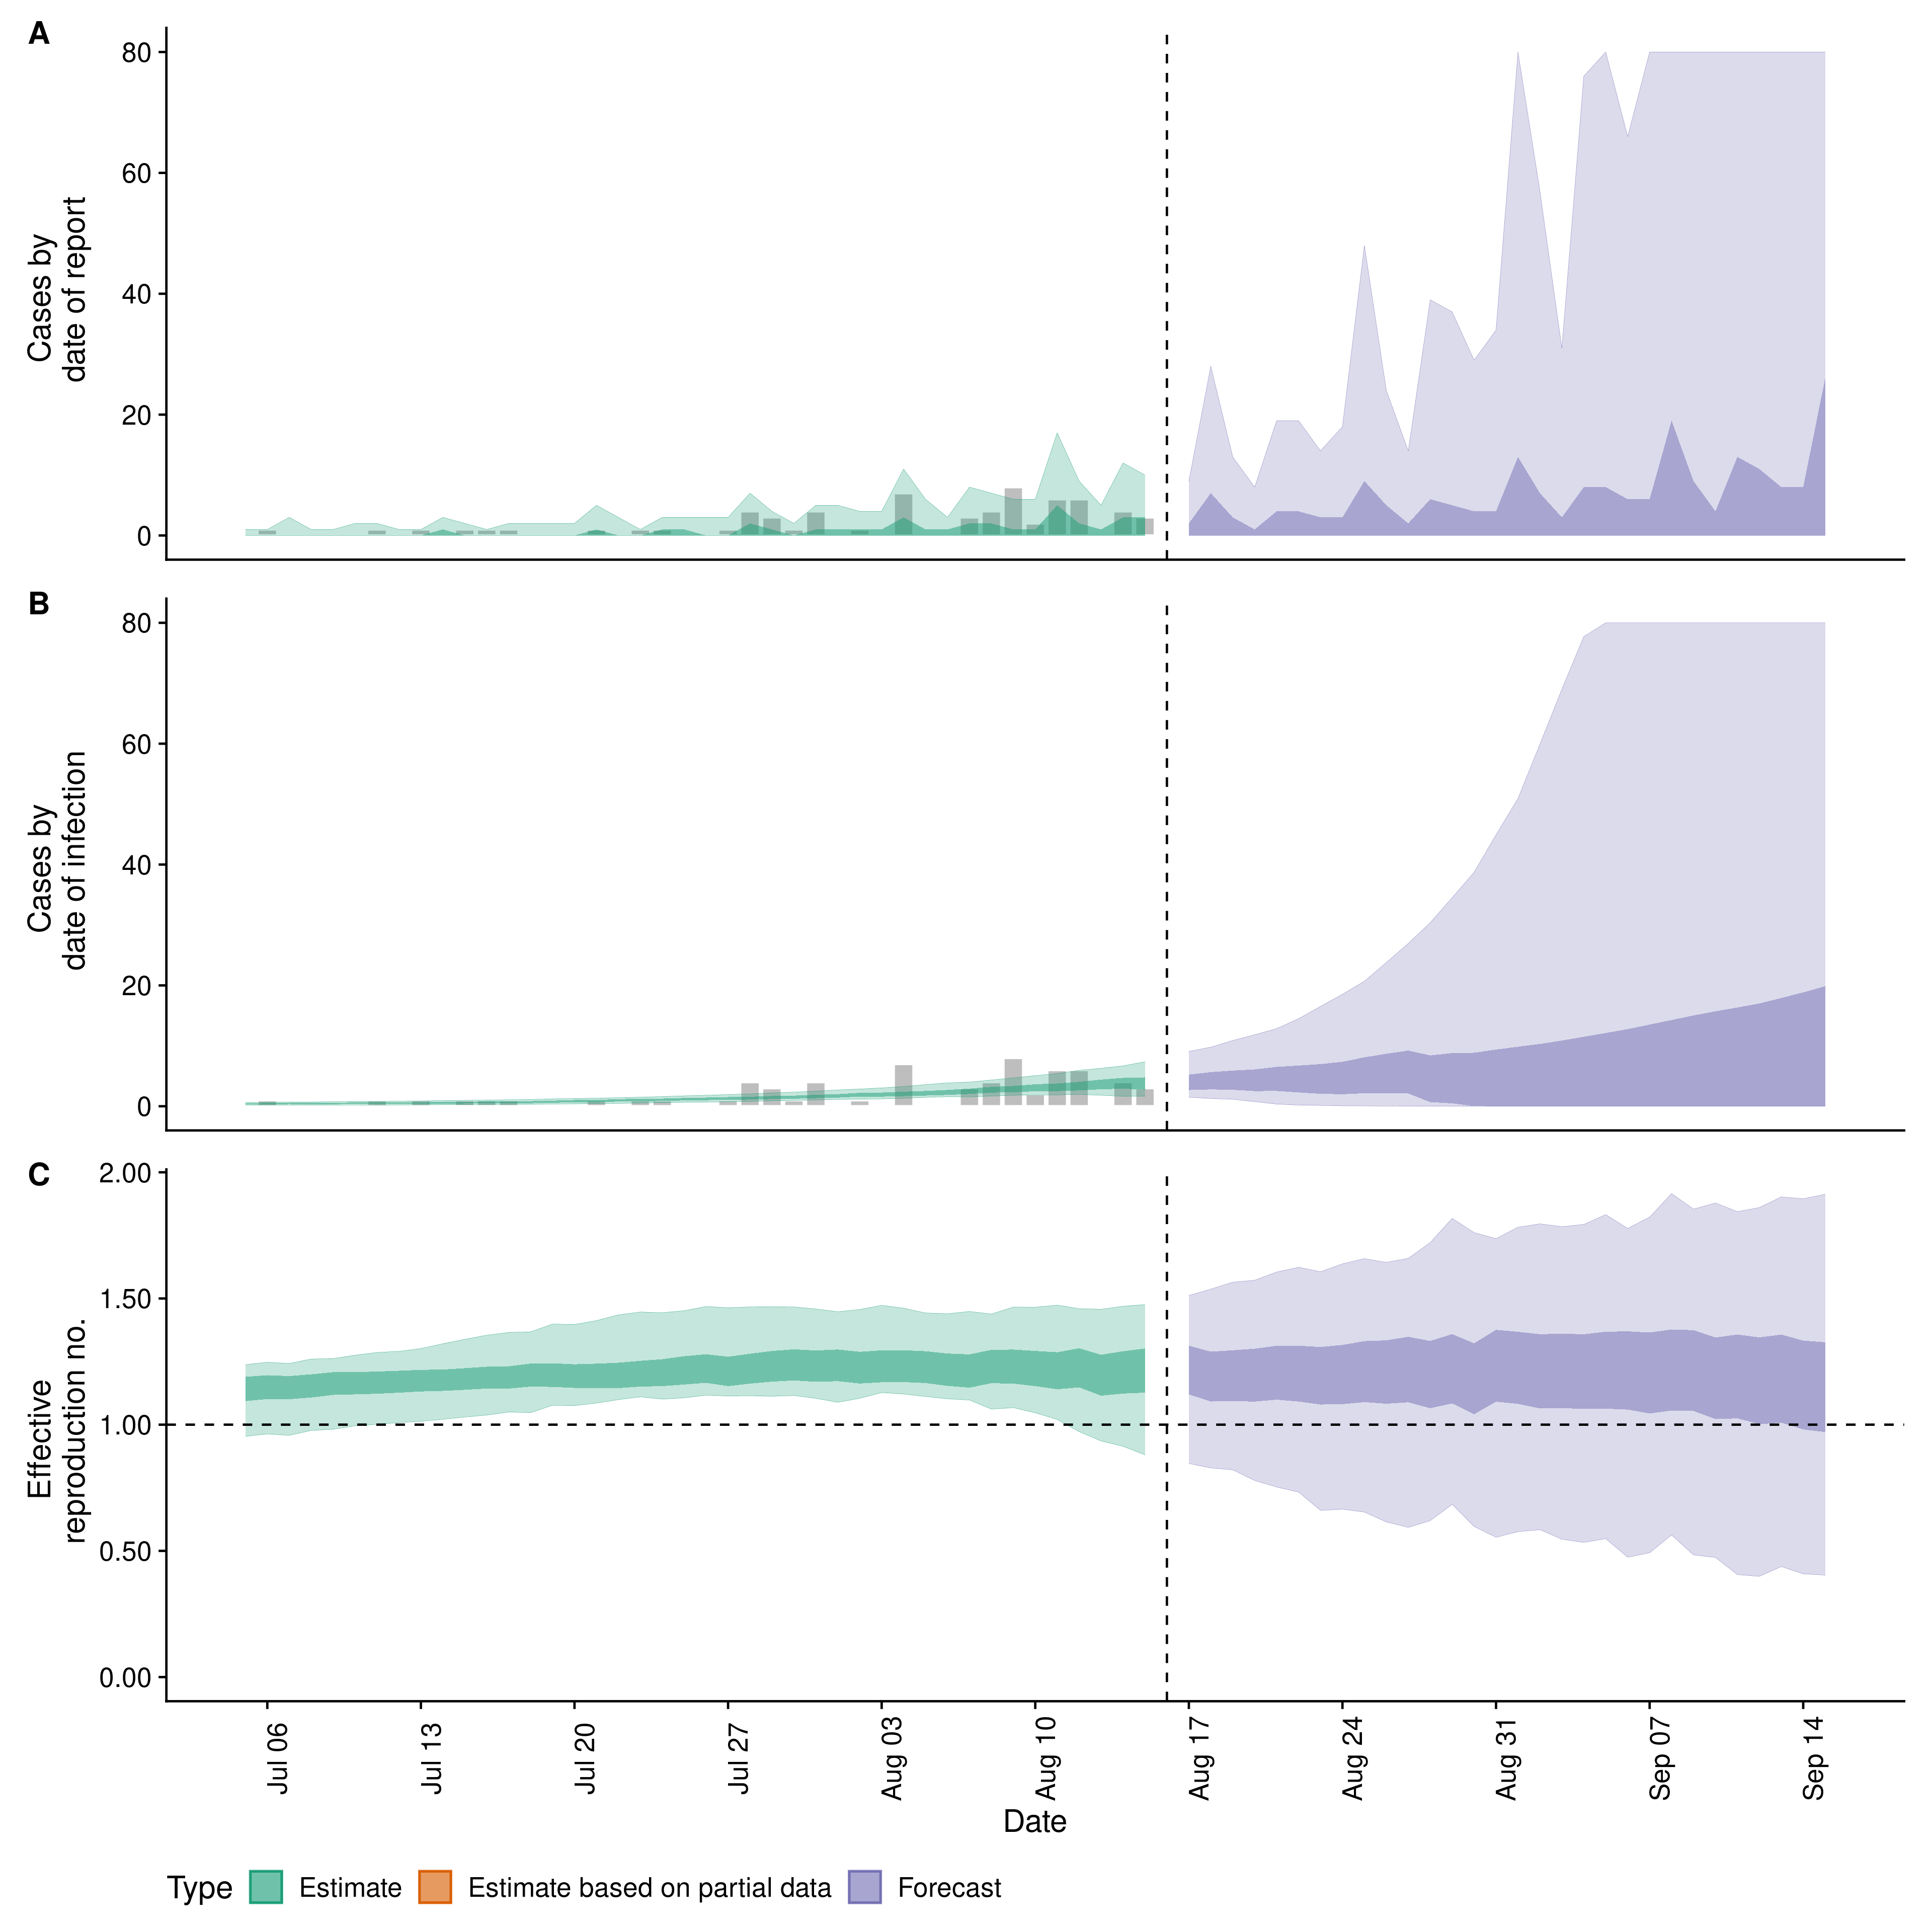 A
80
60
40
20
0
Cases by
date of report
B
80
60
40
20
0
Cases by
date of infection
C
2.00
1.50
1.00
0.50
0.00
Effective
reproduction no.
Jul 06
Jul 13
Jul 20
Jul 27
Aug 03
Aug 10
Aug 17
Aug 24
Aug 31
Sep 07
Sep 14
Date
Type Estimate Estimate based on partial data Forecast